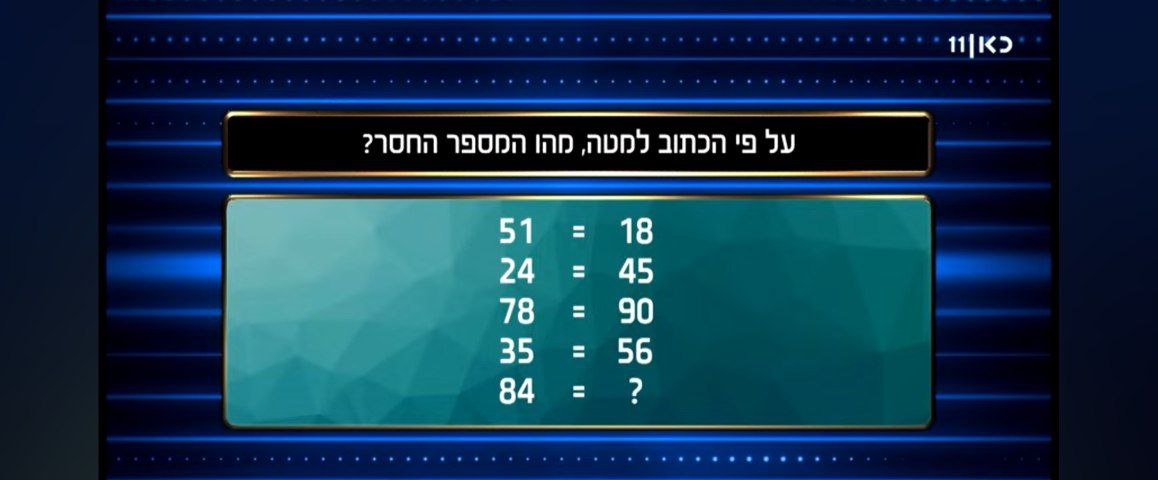 כאן 11
על פי הכתוב למטה, מהו המספר החסר?
51 = 18
24 = 45
78 = 90
35 = 56
84 = ?